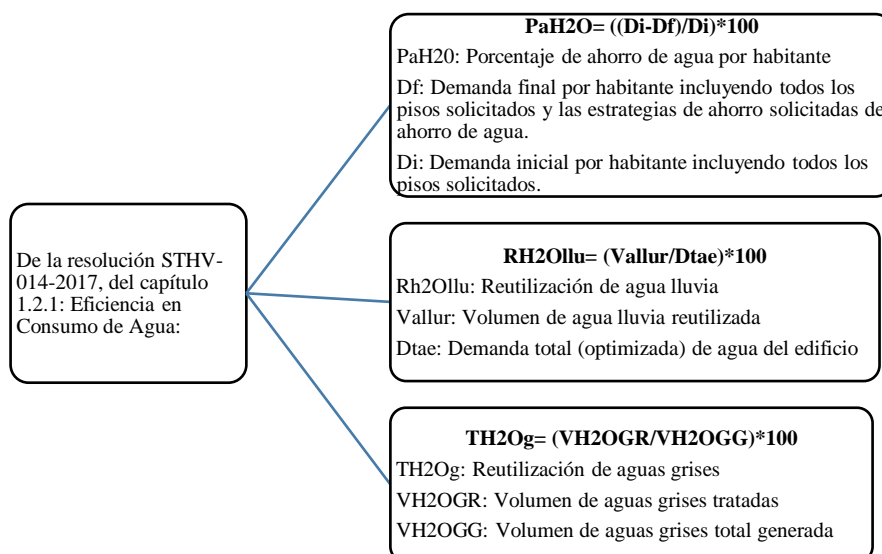 De la resolución STHV-
014-2017, del capítulo
1.2.1: Eficiencia en
Consumo de Agua:
PaH2O= ((Di-Df)/Di)*100
PaH20: Porcentaje de ahorro de agua por habitante
Df: Demanda final por habitante incluyendo todos los
pisos solicitados y las estrategias de ahorro solicitadas de
ahorro de agua.
Di: Demanda inicial por habitante incluyendo todos los
pisos solicitados.
RH2Ollu= (Vallur/Dtae)*100
Rh2Ollu: Reutilización de agua lluvia
Vallur: Volumen de agua lluvia reutilizada
Dtae: Demanda total (optimizada) de agua del edificio
TH2Og= (VH2OGR/VH2OGG)*100
TH2Og: Reutilización de aguas grises
VH2OGR: Volumen de aguas grises tratadas
VH2OGG: Volumen de aguas grises total generada